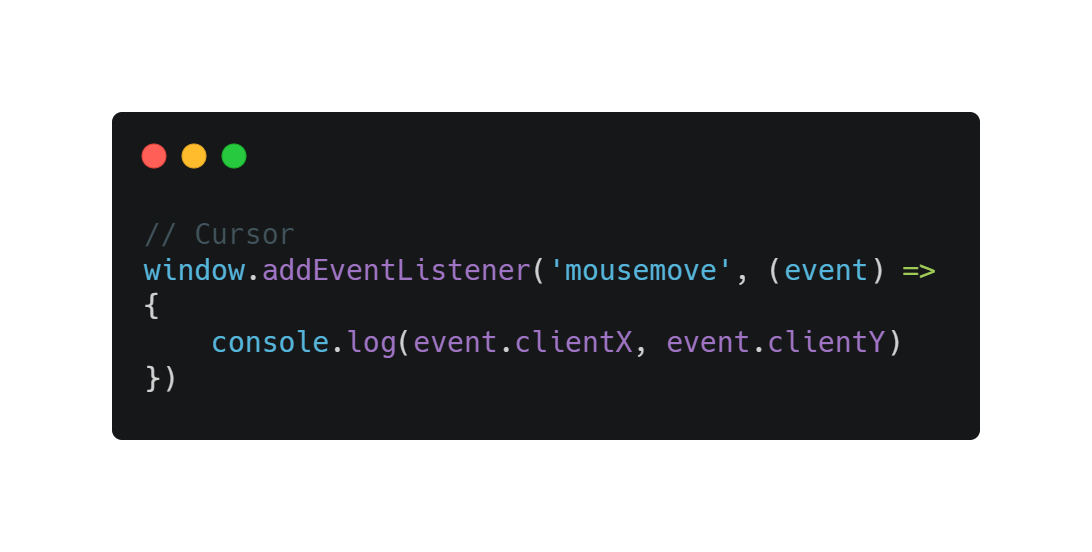 // Cursor
window.addEventListener('mousemove', (event) =>
{
    console.log(event.clientX, event.clientY)
})